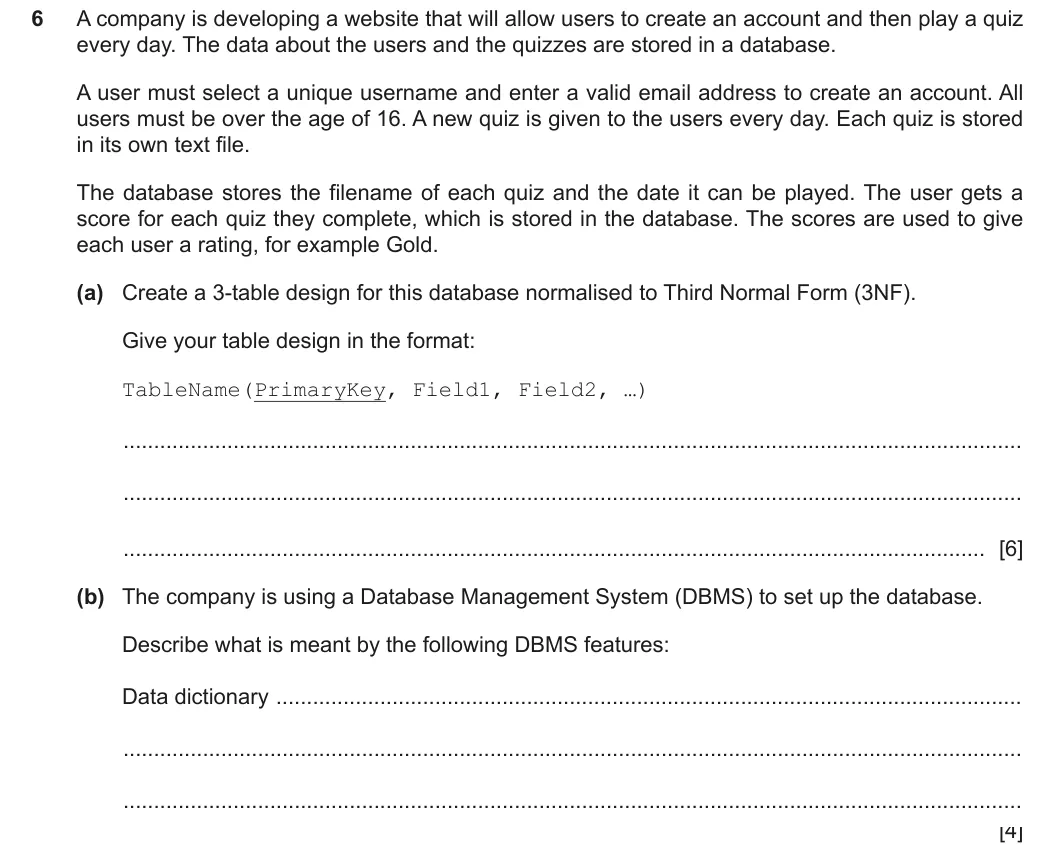 6 A company is developing a website that will allow users to create an account and then play a quiz
every day. The data about the users and the quizzes are stored in a database.
A user must select a unique username and enter a valid email address to create an account. All
users must be over the age of 16. A new quiz is given to the users every day. Each quiz is stored
in its own text file.
The database stores the filename of each quiz and the date it can be played. The user gets a
score for each quiz they complete, which is stored in the database. The scores are used to give
each user a rating, for example Gold.
(a) Create a 3-table design for this database normalised to Third Normal Form (3NF).
Give your table design in the format:
TableName(PrimaryKey, Field1, Field2, …)
[6]
(b) The company is using a Database Management System (DBMS) to set up the database.
Describe what is meant by the following DBMS features:
Data dictionary
[4]